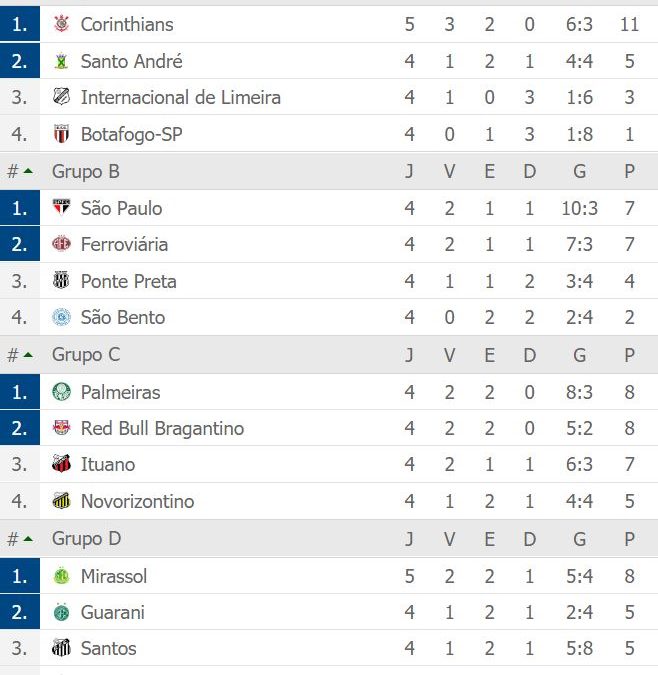 1. Corinthians 5 3 2 0 6:3 11
2. Santo André 4 1 2 1 4:4 5
3. Internacional de Limeira 4 1 0 3 1:6 3
4. Botafogo-SP 4 0 1 3 1:8 1
# Grupo B J V E D G P
1. São Paulo 4 2 1 1 10:3 7
2. Ferroviária 4 2 1 1 7:3 7
3. Ponte Preta 4 1 1 2 3:4 4
4. São Bento 4 0 2 2 2:4 2
# Grupo C J V E D G P
1. Palmeiras 4 2 2 0 8:3 8
2. Red Bull Bragantino 4 2 2 0 5:2 8
3. Ituano 4 2 1 1 6:3 7
4. Novorizontino 4 1 2 1 4:4 5
# Grupo D J V E D G P
1. Mirassol 5 2 2 1 5:4 8
2. Guarani 4 1 2 1 2:4 5
3. Santos 4 1 2 1 5:8 5